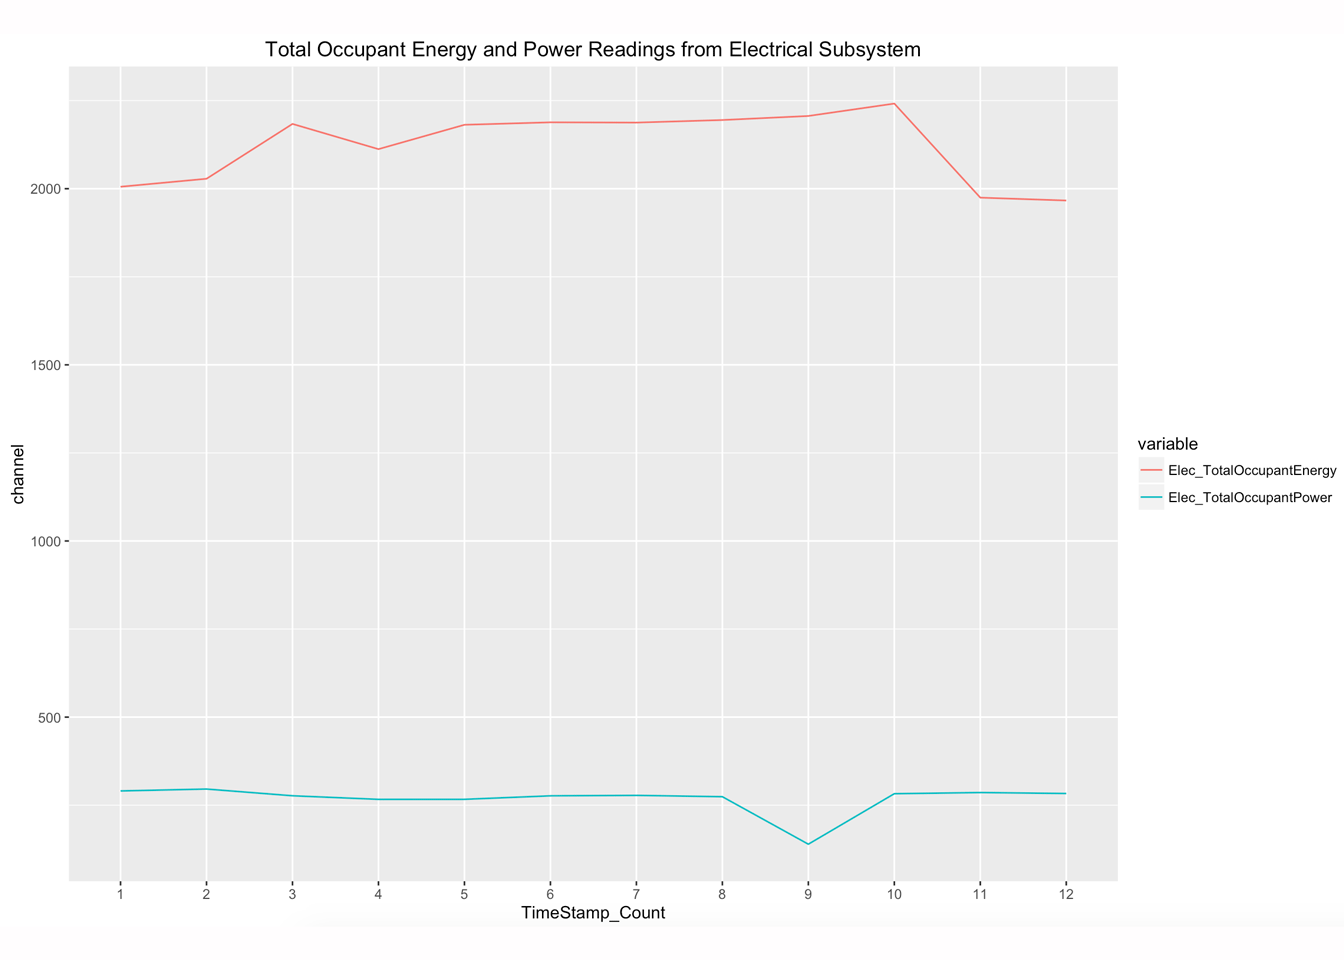 Total Occupant Energy and Power Readings from Electrical Subsystem
2000
1500
1000
500
channel
1 2 3 4 5 6 7 8 9 10 11 12
TimeStamp_Count
variable
Elec_TotalOccupantEnergy
Elec_TotalOccupantPower